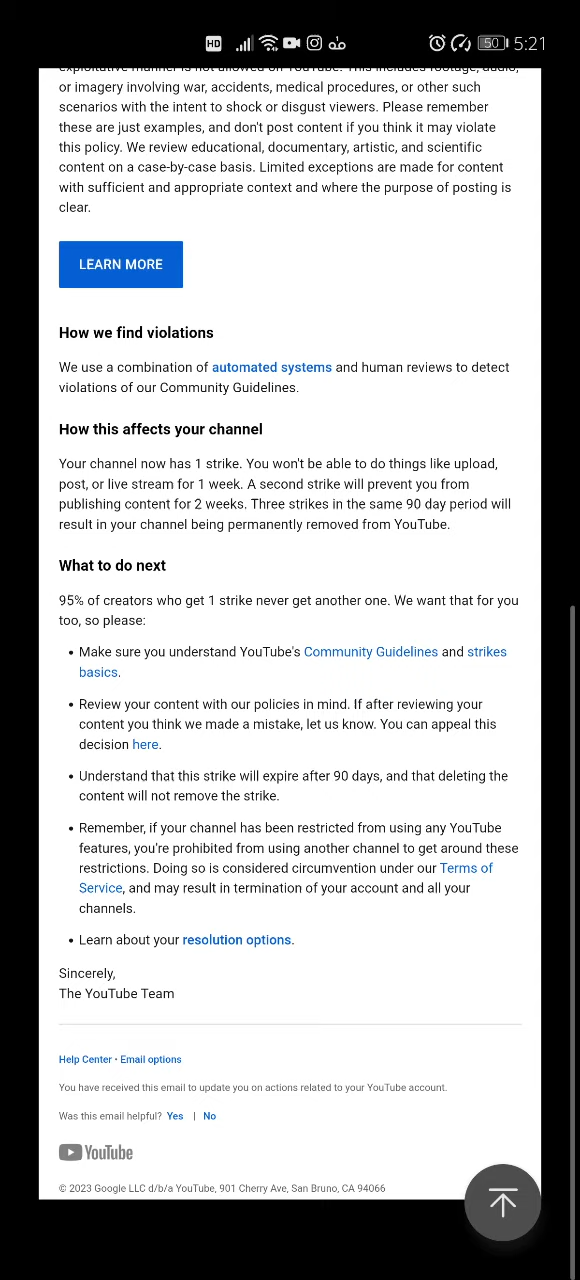 HD 50 5:21
exploitative manner is not allowed on YouTube. This includes footage, audio,
or imagery involving war, accidents, medical procedures, or other such
scenarios with the intent to shock or disgust viewers. Please remember
these are just examples, and don't post content if you think it may violate
this policy. We review educational, documentary, artistic, and scientific
content on a case-by-case basis. Limited exceptions are made for content
with sufficient and appropriate context and where the purpose of posting is
clear.
LEARN MORE
How we find violations
We use a combination of automated systems and human reviews to detect
violations of our Community Guidelines.
How this affects your channel
Your channel now has 1 strike. You won't be able to do things like upload,
post, or live stream for 1 week. A second strike will prevent you from
publishing content for 2 weeks. Three strikes in the same 90 day period will
result in your channel being permanently removed from YouTube.
What to do next
95% of creators who get 1 strike never get another one. We want that for you
too, so please:
• Make sure you understand YouTube's Community Guidelines and strikes
basics.
• Review your content with our policies in mind. If after reviewing your
content you think we made a mistake, let us know. You can appeal this
decision here.
• Understand that this strike will expire after 90 days, and that deleting the
content will not remove the strike.
• Remember, if your channel has been restricted from using any YouTube
features, you're prohibited from using another channel to get around these
restrictions. Doing so is considered circumvention under our Terms of
Service, and may result in termination of your account and all your
channels.
• Learn about your resolution options.
Sincerely,
The YouTube Team
Help Center • Email options
You have received this email to update you on actions related to your YouTube account.
Was this email helpful? Yes | No
YouTube
© 2023 Google LLC d/b/a YouTube, 901 Cherry Ave, San Bruno, CA 94066